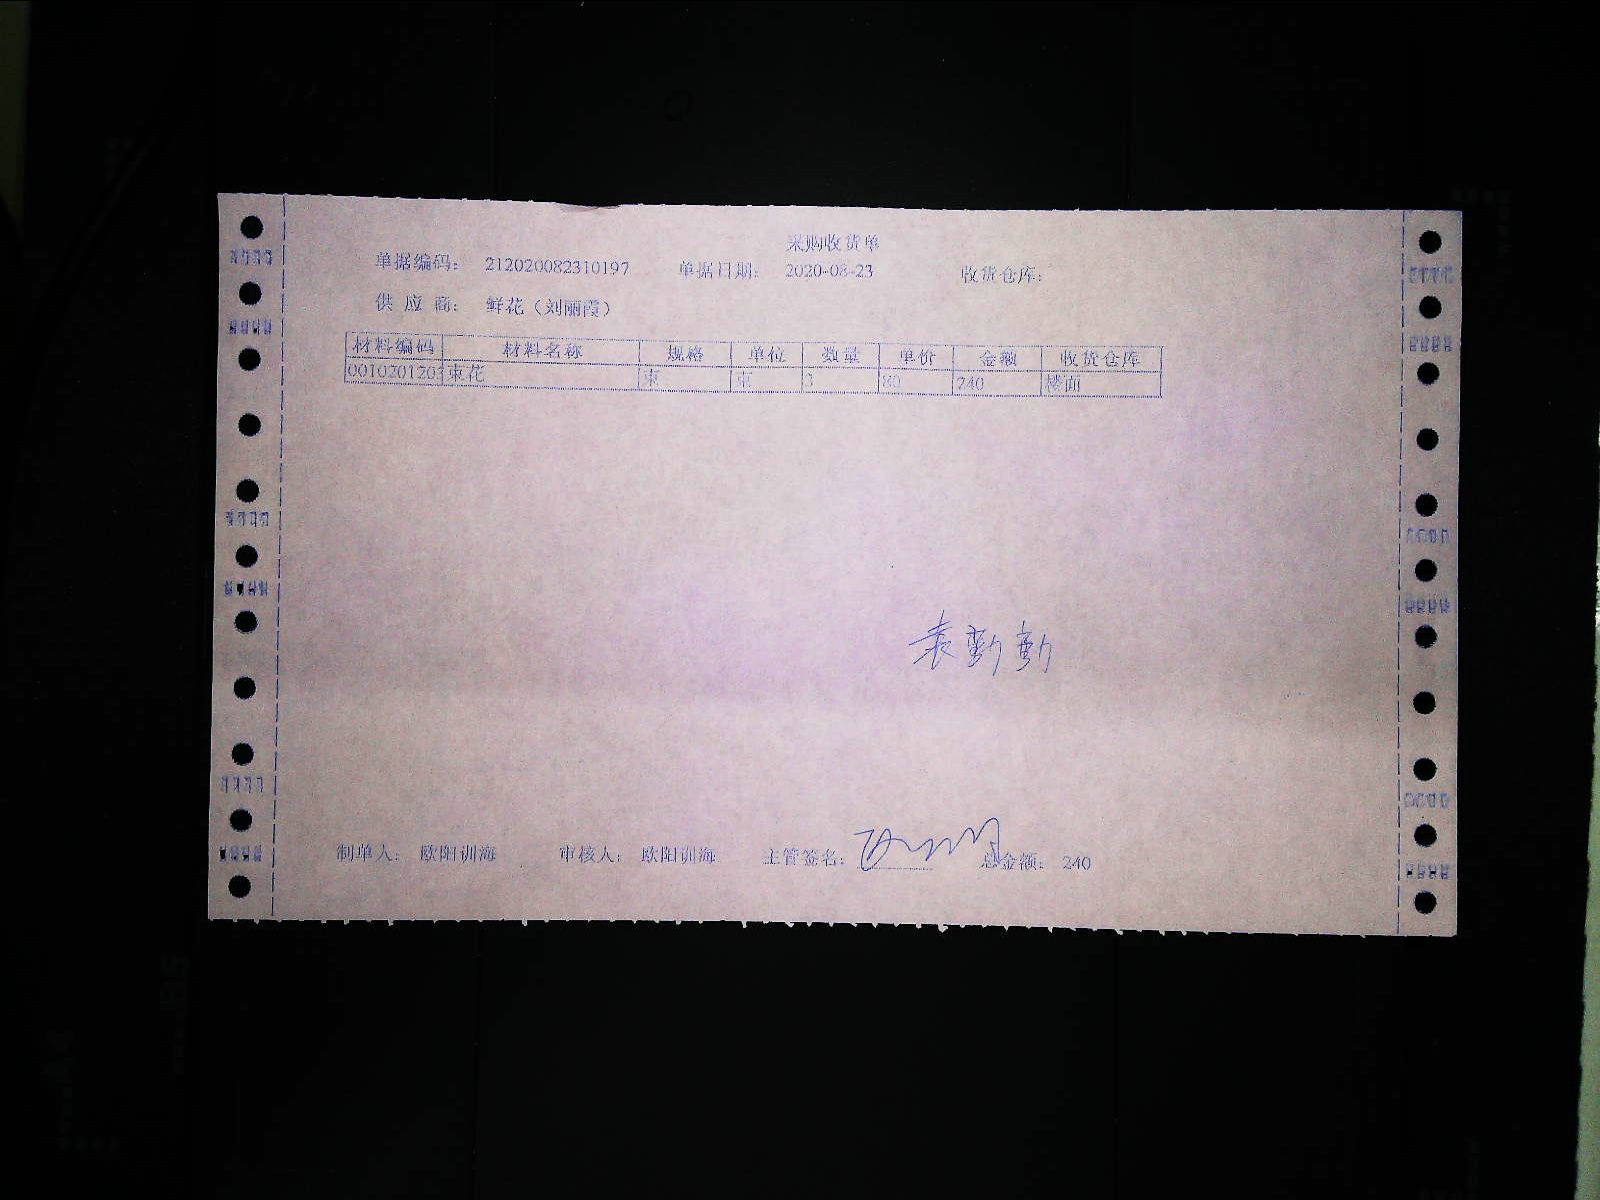 采购收货单
单据编码: 212020082310197 单据日期: 2020-08-23 收货仓库:
供 应 商: 鲜花（刘丽霞）
材料编码 材料名称 规格 单位 数量 单价 金额 收货仓库
0010201203 束花 束 束 3 80 240 楼面
袁勤勤
制单人: 欧阳训海 审核人: 欧阳训海 主管签名: 总金额: 240